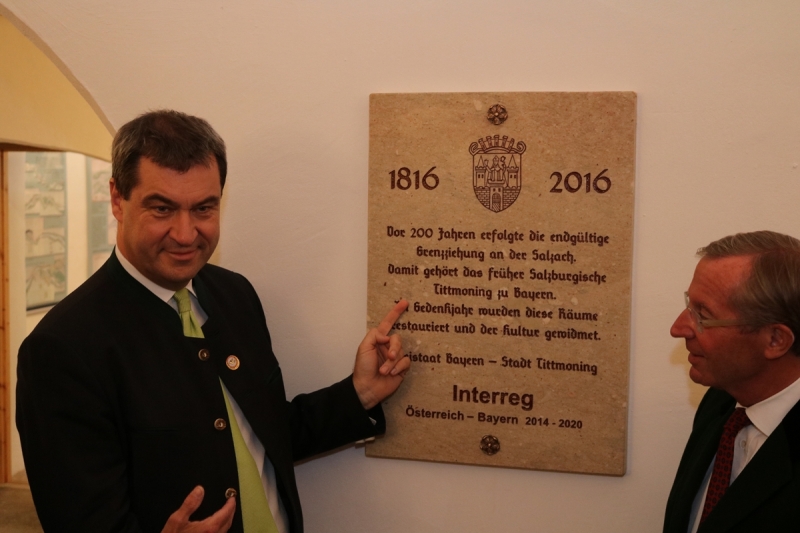 1816 2016
Vor 200 Jahren erfolgte die endgültige
Grenzziehung an der Salzach.
Damit gehört das früher Salzburgische
Tittmoning zu Bayern.
Gedenkjahr wurden diese Räume
restauriert und der Kultur gewidmet.
Freistaat Bayern – Stadt Tittmoning
Interreg
Österreich – Bayern 2014 - 2020